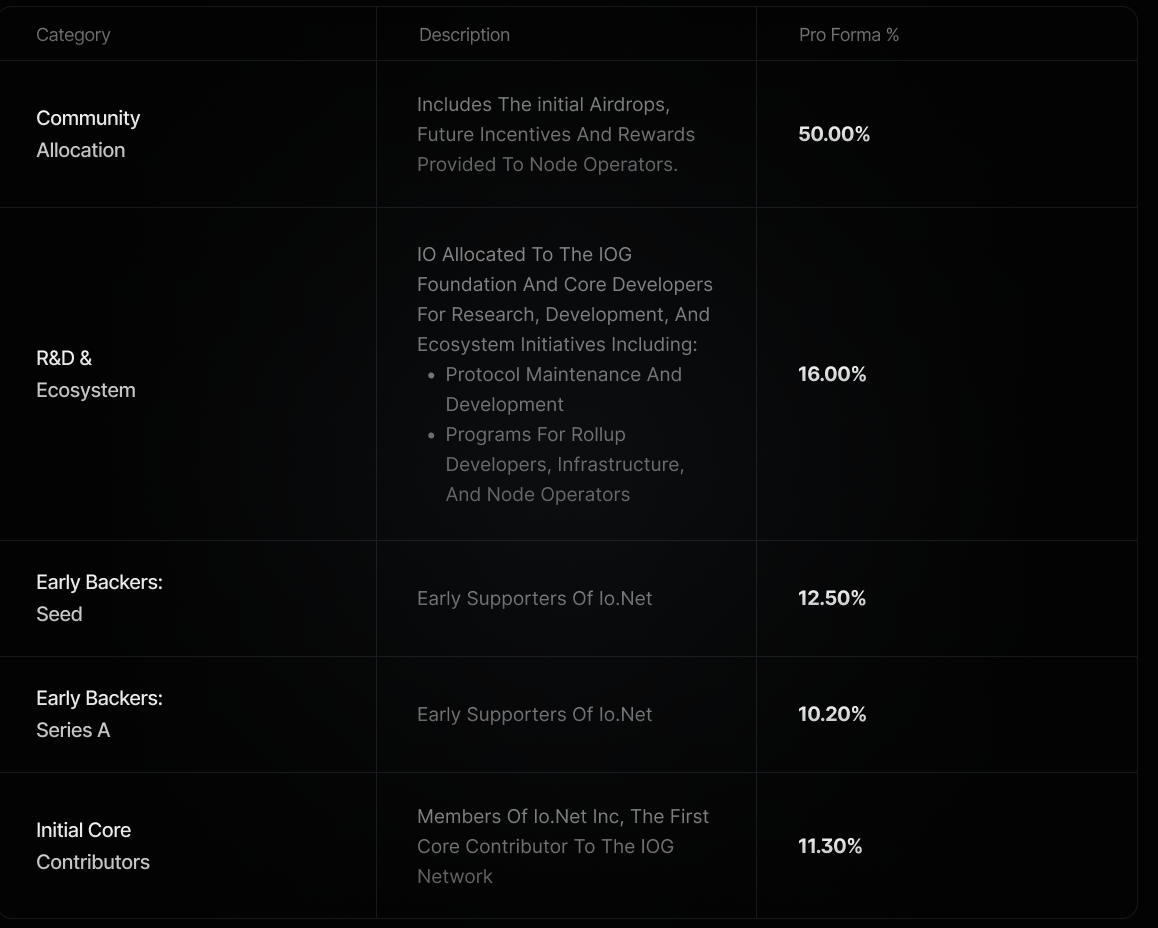 Category
Description
Pro Forma %
Community
Allocation
Includes The initial Airdrops,
Future Incentives And Rewards
Provided To Node Operators.
50.00%
R&D &
Ecosystem
IO Allocated To The IOG
Foundation And Core Developers
For Research, Development, And
Ecosystem Initiatives Including:
• Protocol Maintenance And
Development
• Programs For Rollup
Developers, Infrastructure,
And Node Operators
16.00%
Early Backers:
Seed
Early Supporters Of Io.Net
12.50%
Early Backers:
Series A
Early Supporters Of Io.Net
10.20%
Initial Core
Contributors
Members Of Io.Net Inc, The First
Core Contributor To The IOG
Network
11.30%